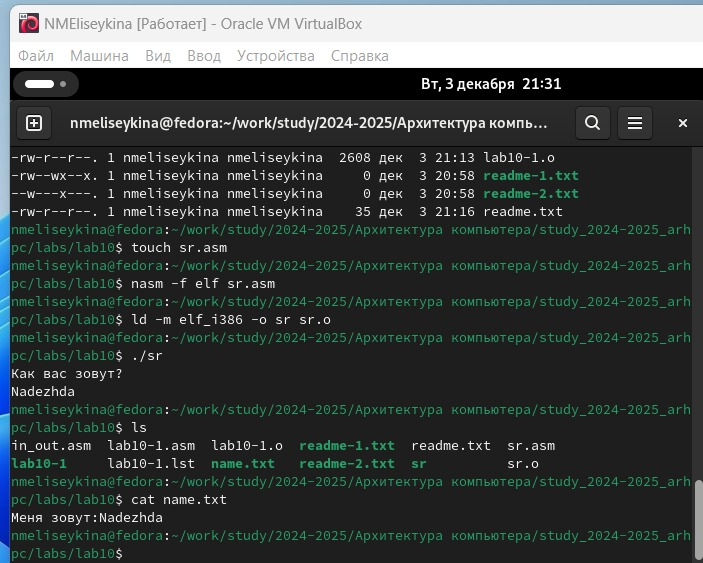 NMEliseykina [Работает] - Oracle VM VirtualBox
Файл Машина Вид Ввод Устройства Справка
Вт, 3 декабря 21:31
nmeliseykina@fedora:~/work/study/2024-2025/Архитектура компь...
-rw-r--r--. 1 nmeliseykina nmeliseykina 2608 дек 3 21:13 lab10-1.o
-rw--wx--x. 1 nmeliseykina nmeliseykina 0 дек 3 20:58 readme-1.txt
--w---x---. 1 nmeliseykina nmeliseykina 0 дек 3 20:58 readme-2.txt
-rw-r--r--. 1 nmeliseykina nmeliseykina 35 дек 3 21:16 readme.txt
nmeliseykina@fedora:~/work/study/2024-2025/Архитектура компьютера/study_2024-2025_arh
pc/labs/lab10$ touch sr.asm
nmeliseykina@fedora:~/work/study/2024-2025/Архитектура компьютера/study_2024-2025_arh
pc/labs/lab10$ nasm -f elf sr.asm
nmeliseykina@fedora:~/work/study/2024-2025/Архитектура компьютера/study_2024-2025_arh
pc/labs/lab10$ ld -m elf_i386 -o sr sr.o
nmeliseykina@fedora:~/work/study/2024-2025/Архитектура компьютера/study_2024-2025_arh
pc/labs/lab10$ ./sr
Как вас зовут?
Nadezhda
nmeliseykina@fedora:~/work/study/2024-2025/Архитектура компьютера/study_2024-2025_arh
pc/labs/lab10$ ls
in_out.asm lab10-1.asm lab10-1.o readme-1.txt readme.txt sr.asm
lab10-1 lab10-1.lst name.txt readme-2.txt sr sr.o
nmeliseykina@fedora:~/work/study/2024-2025/Архитектура компьютера/study_2024-2025_arh
pc/labs/lab10$ cat name.txt
Меня зовут:Nadezhda
nmeliseykina@fedora:~/work/study/2024-2025/Архитектура компьютера/study_2024-2025_arh
pc/labs/lab10$